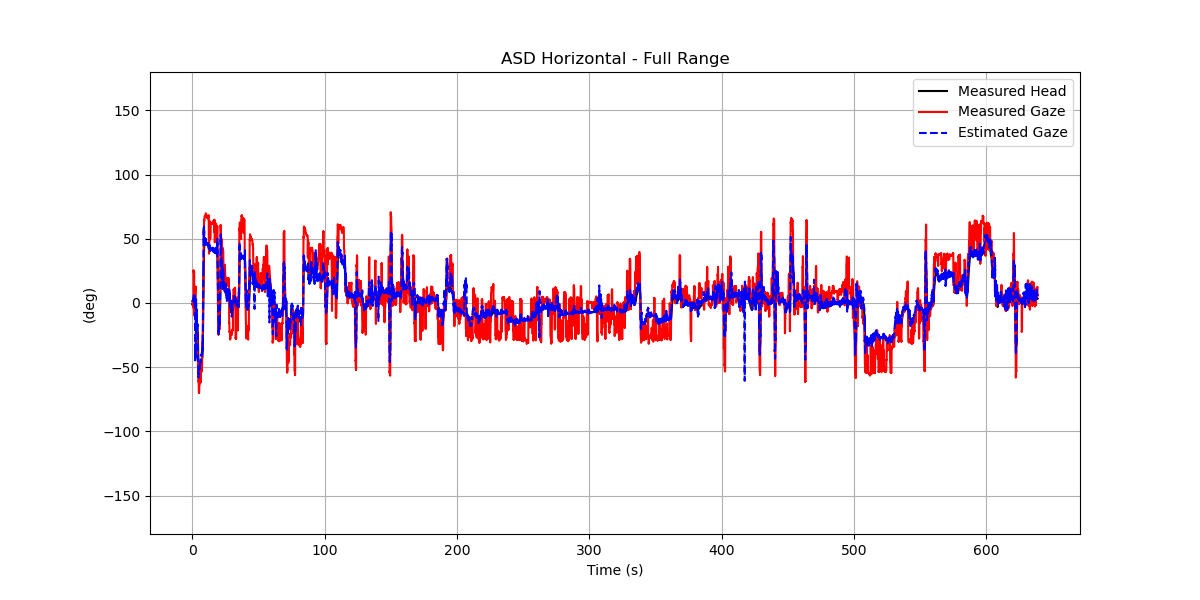 ASD Horizontal - Full Range
Measured Head
Measured Gaze
Estimated Gaze
150
100
50
0
−50
−100
−150
(deg)
0 100 200 300 400 500 600
Time (s)